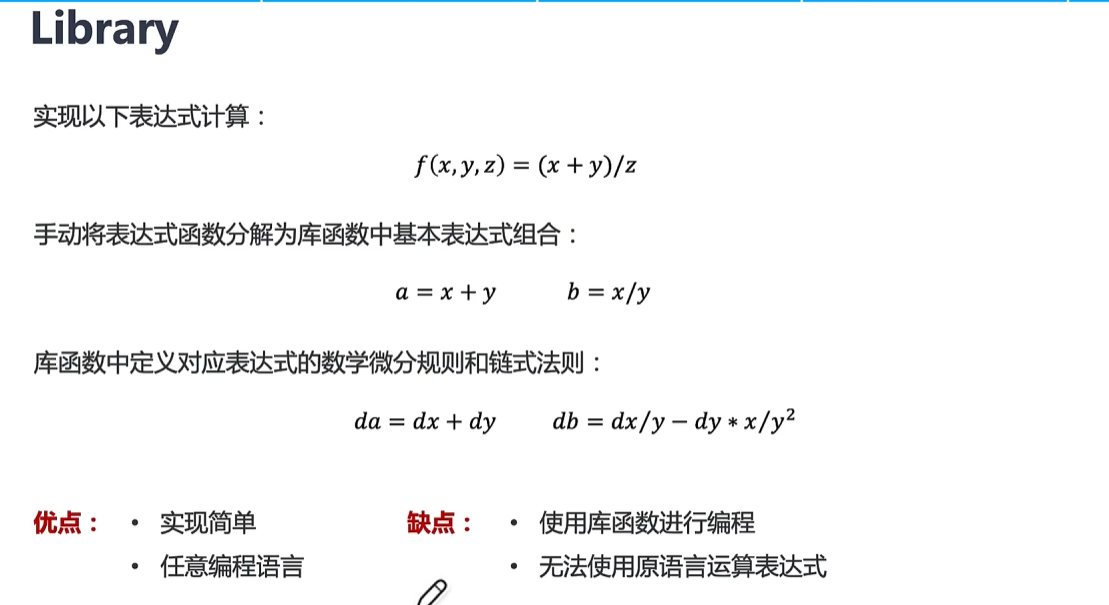 Library
实现以下表达式计算：
f(x, y, z) = (x + y)/z
手动将表达式函数分解为库函数中基本表达式组合：
a = x + y b = x/y
库函数中定义对应表达式的数学微分规则和链式法则：
da = dx + dy db = dx/y − dy ∗ x/y²
优点： • 实现简单 缺点： • 使用库函数进行编程
• 任意编程语言 • 无法使用原语言运算表达式